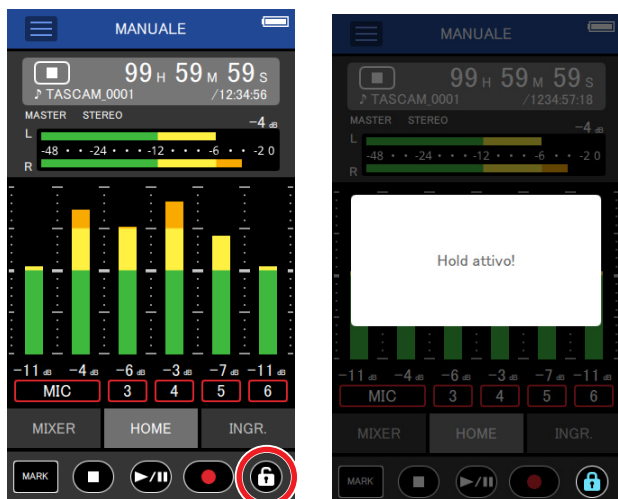 MANUALE
99 H 59 M 59 S
♪ TASCAM_0001 /12:34:56
MASTER STEREO
-4 dB
L
-48 • • -24 • • • -12 • • • -6 • • -2 0
R
-11 dB -4 dB -6 dB -3 dB -7 dB -11 dB
MIC 3 4 5 6
MIXER HOME INGR.
MARK
MANUALE
99 H 59 M 59 S
♪ TASCAM_0001 /1234:57:18
MASTER STEREO
-4 dB
L
-48 • • -24 • • • -12 • • • -6 • • -2 0
R
Hold attivo!
-11 dB -4 dB -6 dB -3 dB -7 dB -11 dB
MIC 3 4 5 6
MIXER HOME INGR.
MARK